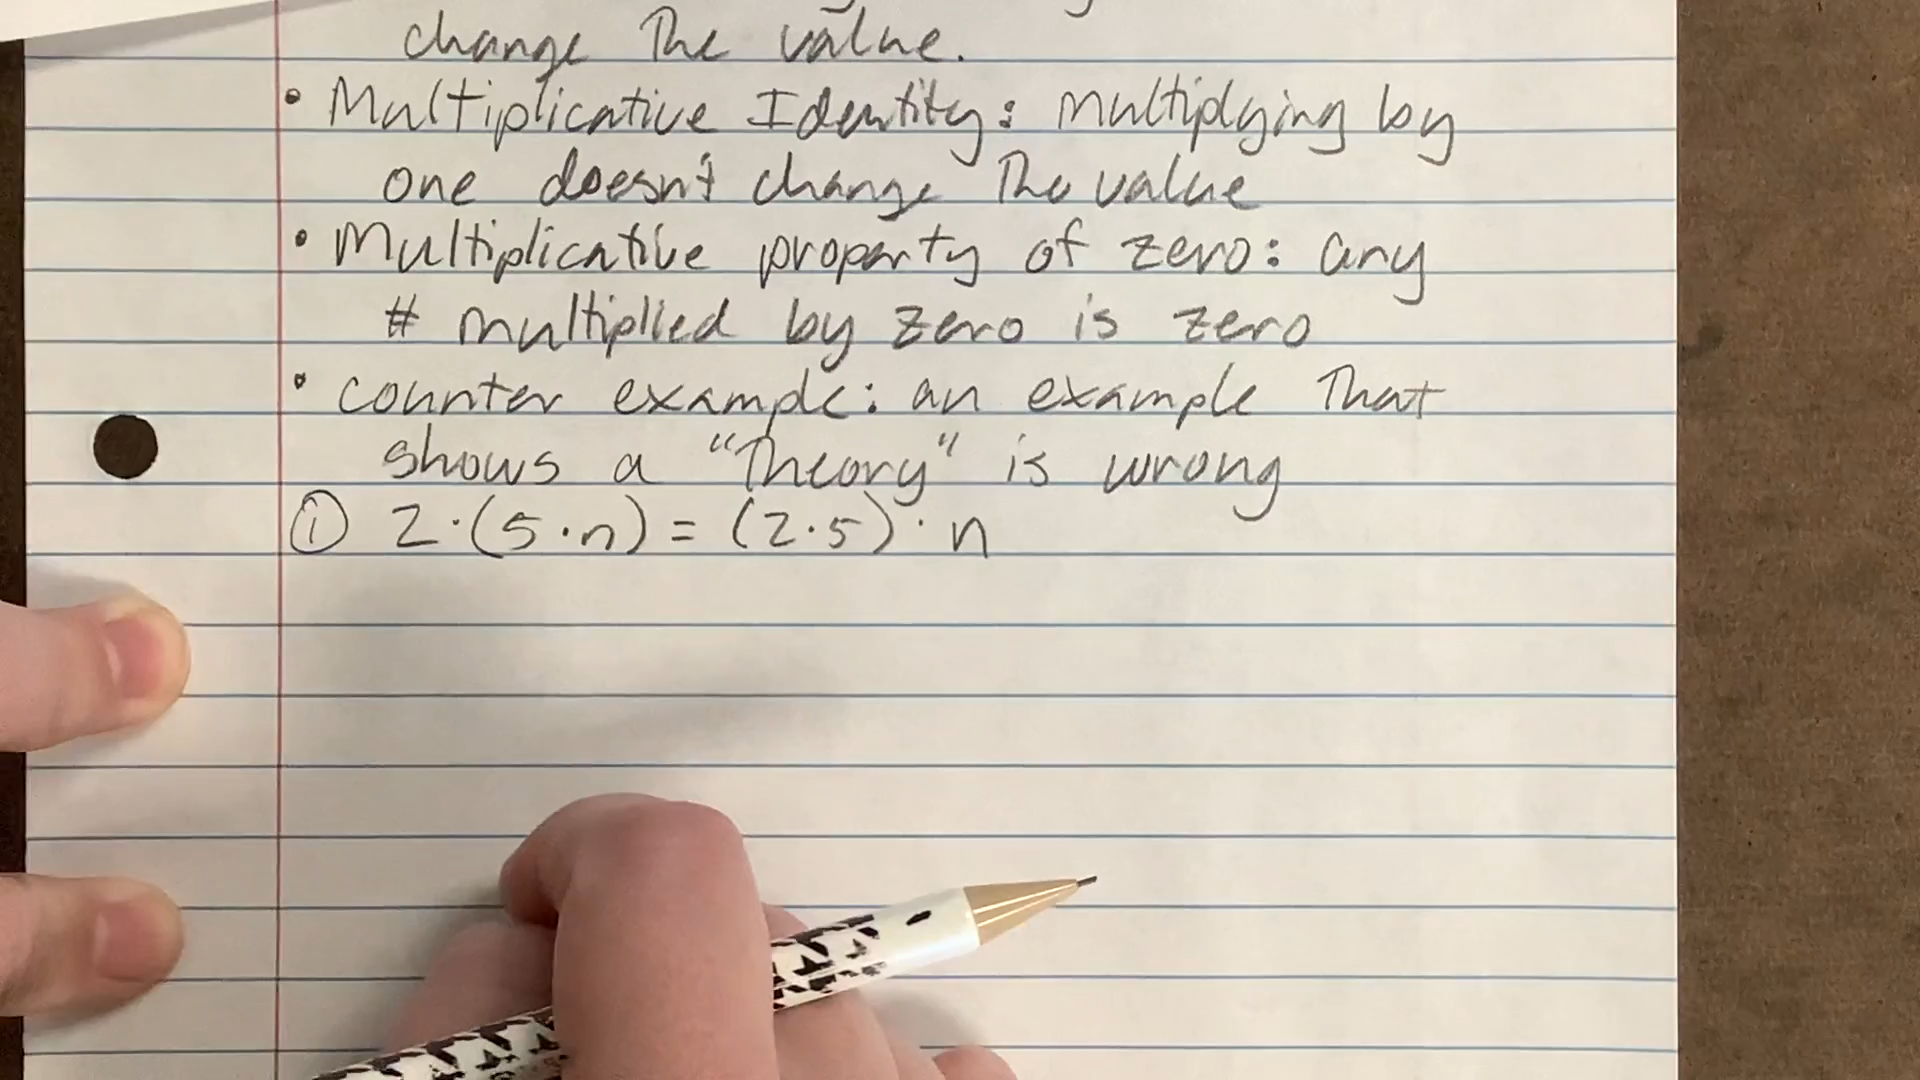 change The value.
• Multiplicative Identity: multiplying by
one doesn't change The value
• Multiplicative property of zero: any
# multiplied by zero is zero
• counter example: an example That
shows a "Theory" is wrong
① 2·(5·n) = (2·5)·n